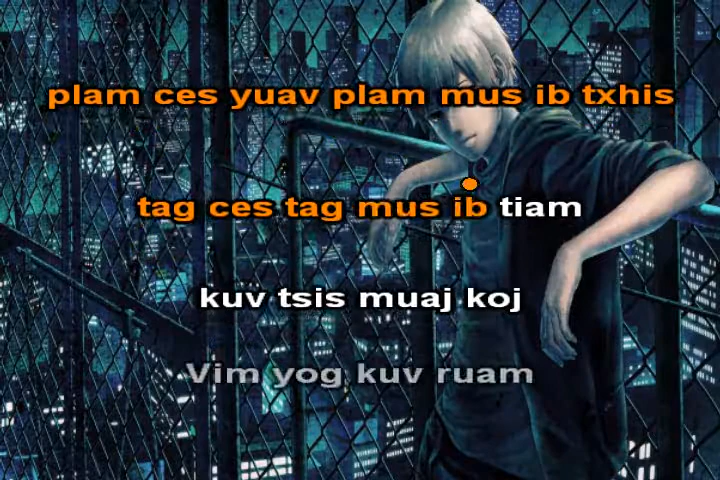 plam ces yuav plam mus ib txhis
tag ces tag mus ib tiam
kuv tsis muaj koj
Vim yog kuv ruam